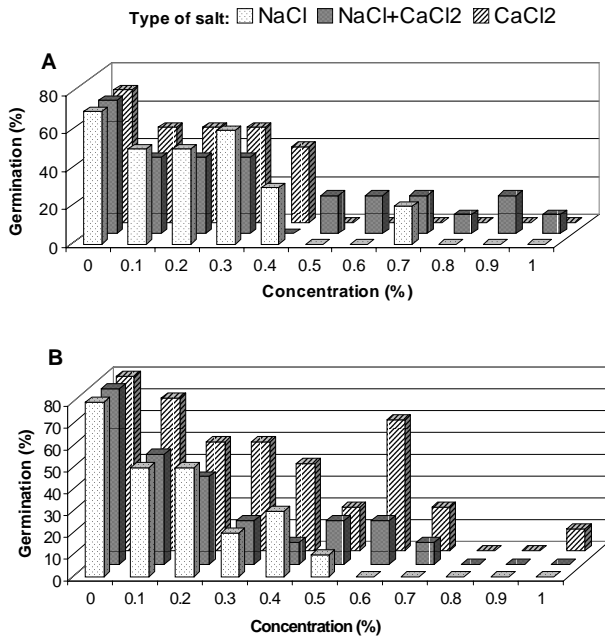 Type of salt: NaCl NaCl+CaCl2 CaCl2
A
Germination (%)
80
60
40
20
0
0 0.1 0.2 0.3 0.4 0.5 0.6 0.7 0.8 0.9 1
Concentration (%)
B
Germination (%)
80
70
60
50
40
30
20
10
0
0 0.1 0.2 0.3 0.4 0.5 0.6 0.7 0.8 0.9 1
Concentration (%)